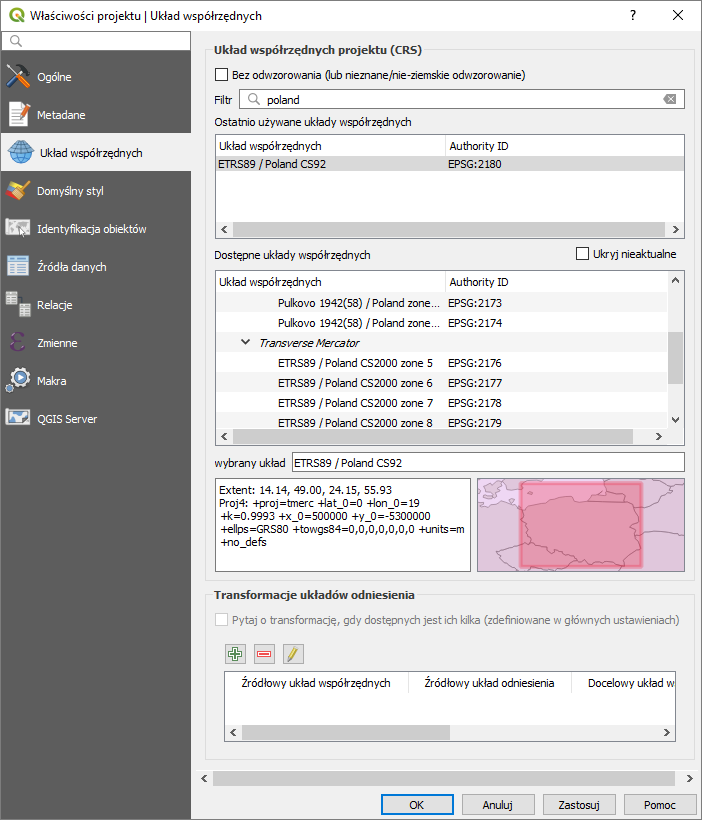 Właściwości projektu | Układ współrzędnych
?
Ogólne
Metadane
Układ współrzędnych
Domyślny styl
Identyfikacja obiektów
Źródła danych
Relacje
Zmienne
Makra
QGIS Server
Układ współrzędnych projektu (CRS)
Bez odwzorowania (lub nieznane/nie-ziemskie odwzorowanie)
Filtr poland
Ostatnio używane układy współrzędnych
Układ współrzędnych Authority ID
ETRS89 / Poland CS92 EPSG:2180
Dostępne układy współrzędnych Ukryj nieaktualne
Układ współrzędnych Authority ID
Pulkovo 1942(58) / Poland zone... EPSG:2173
Pulkovo 1942(58) / Poland zone... EPSG:2174
Transverse Mercator
ETRS89 / Poland CS2000 zone 5 EPSG:2176
ETRS89 / Poland CS2000 zone 6 EPSG:2177
ETRS89 / Poland CS2000 zone 7 EPSG:2178
ETRS89 / Poland CS2000 zone 8 EPSG:2179
wybrany układ ETRS89 / Poland CS92
Extent: 14.14, 49.00, 24.15, 55.93
Proj4: +proj=tmerc +lat_0=0 +lon_0=19
+k=0.9993 +x_0=500000 +y_0=-5300000
+ellps=GRS80 +towgs84=0,0,0,0,0,0,0 +units=m
+no_defs
Transformacje układów odniesienia
Pytaj o transformację, gdy dostępnych jest ich kilka (zdefiniowane w głównych ustawieniach)
Źródłowy układ współrzędnych Źródłowy układ odniesienia Docelowy układ w
OK Anuluj Zastosuj Pomoc